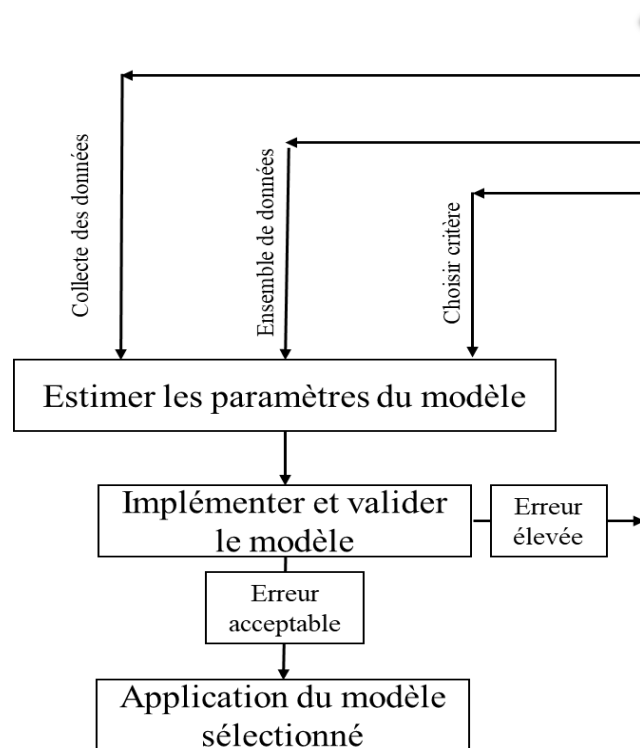 Collecte des données
Ensemble de données
Choisir critère
Estimer les paramètres du modèle
Implémenter et valider
le modèle
Erreur
élevée
Erreur
acceptable
Application du modèle
sélectionné